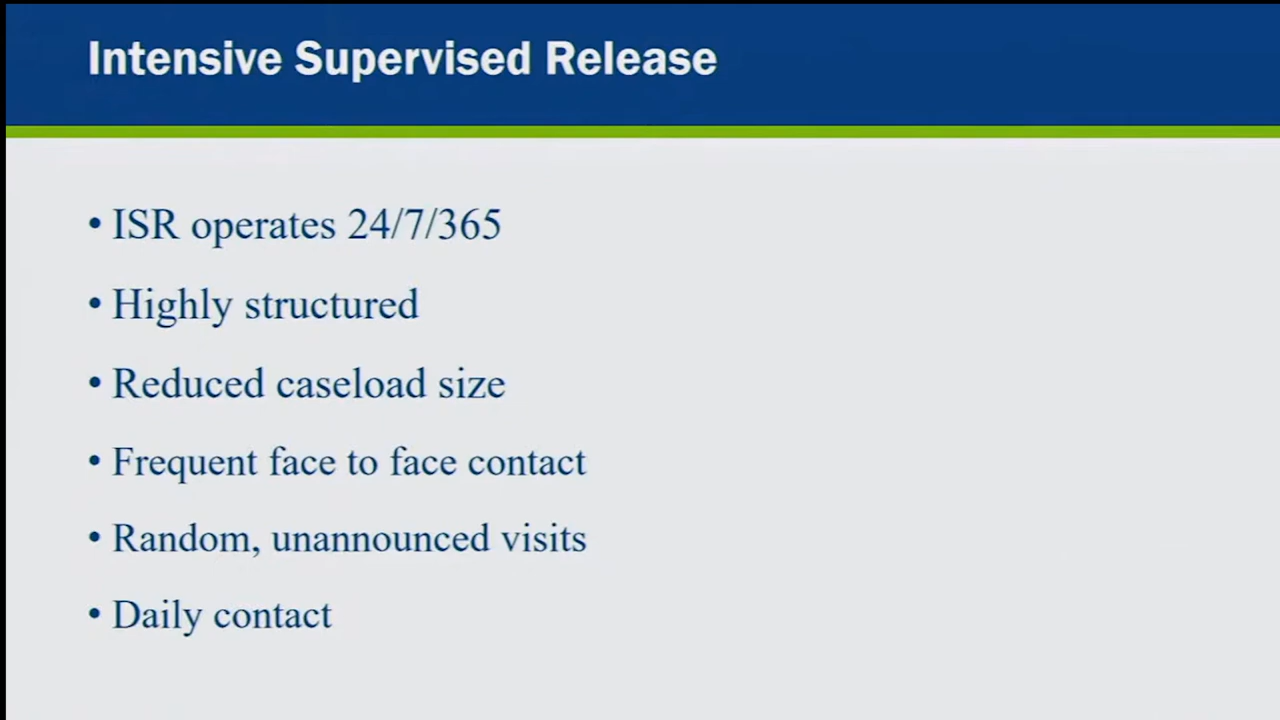 Intensive Supervised Release
• ISR operates 24/7/365
• Highly structured
• Reduced caseload size
• Frequent face to face contact
• Random, unannounced visits
• Daily contact